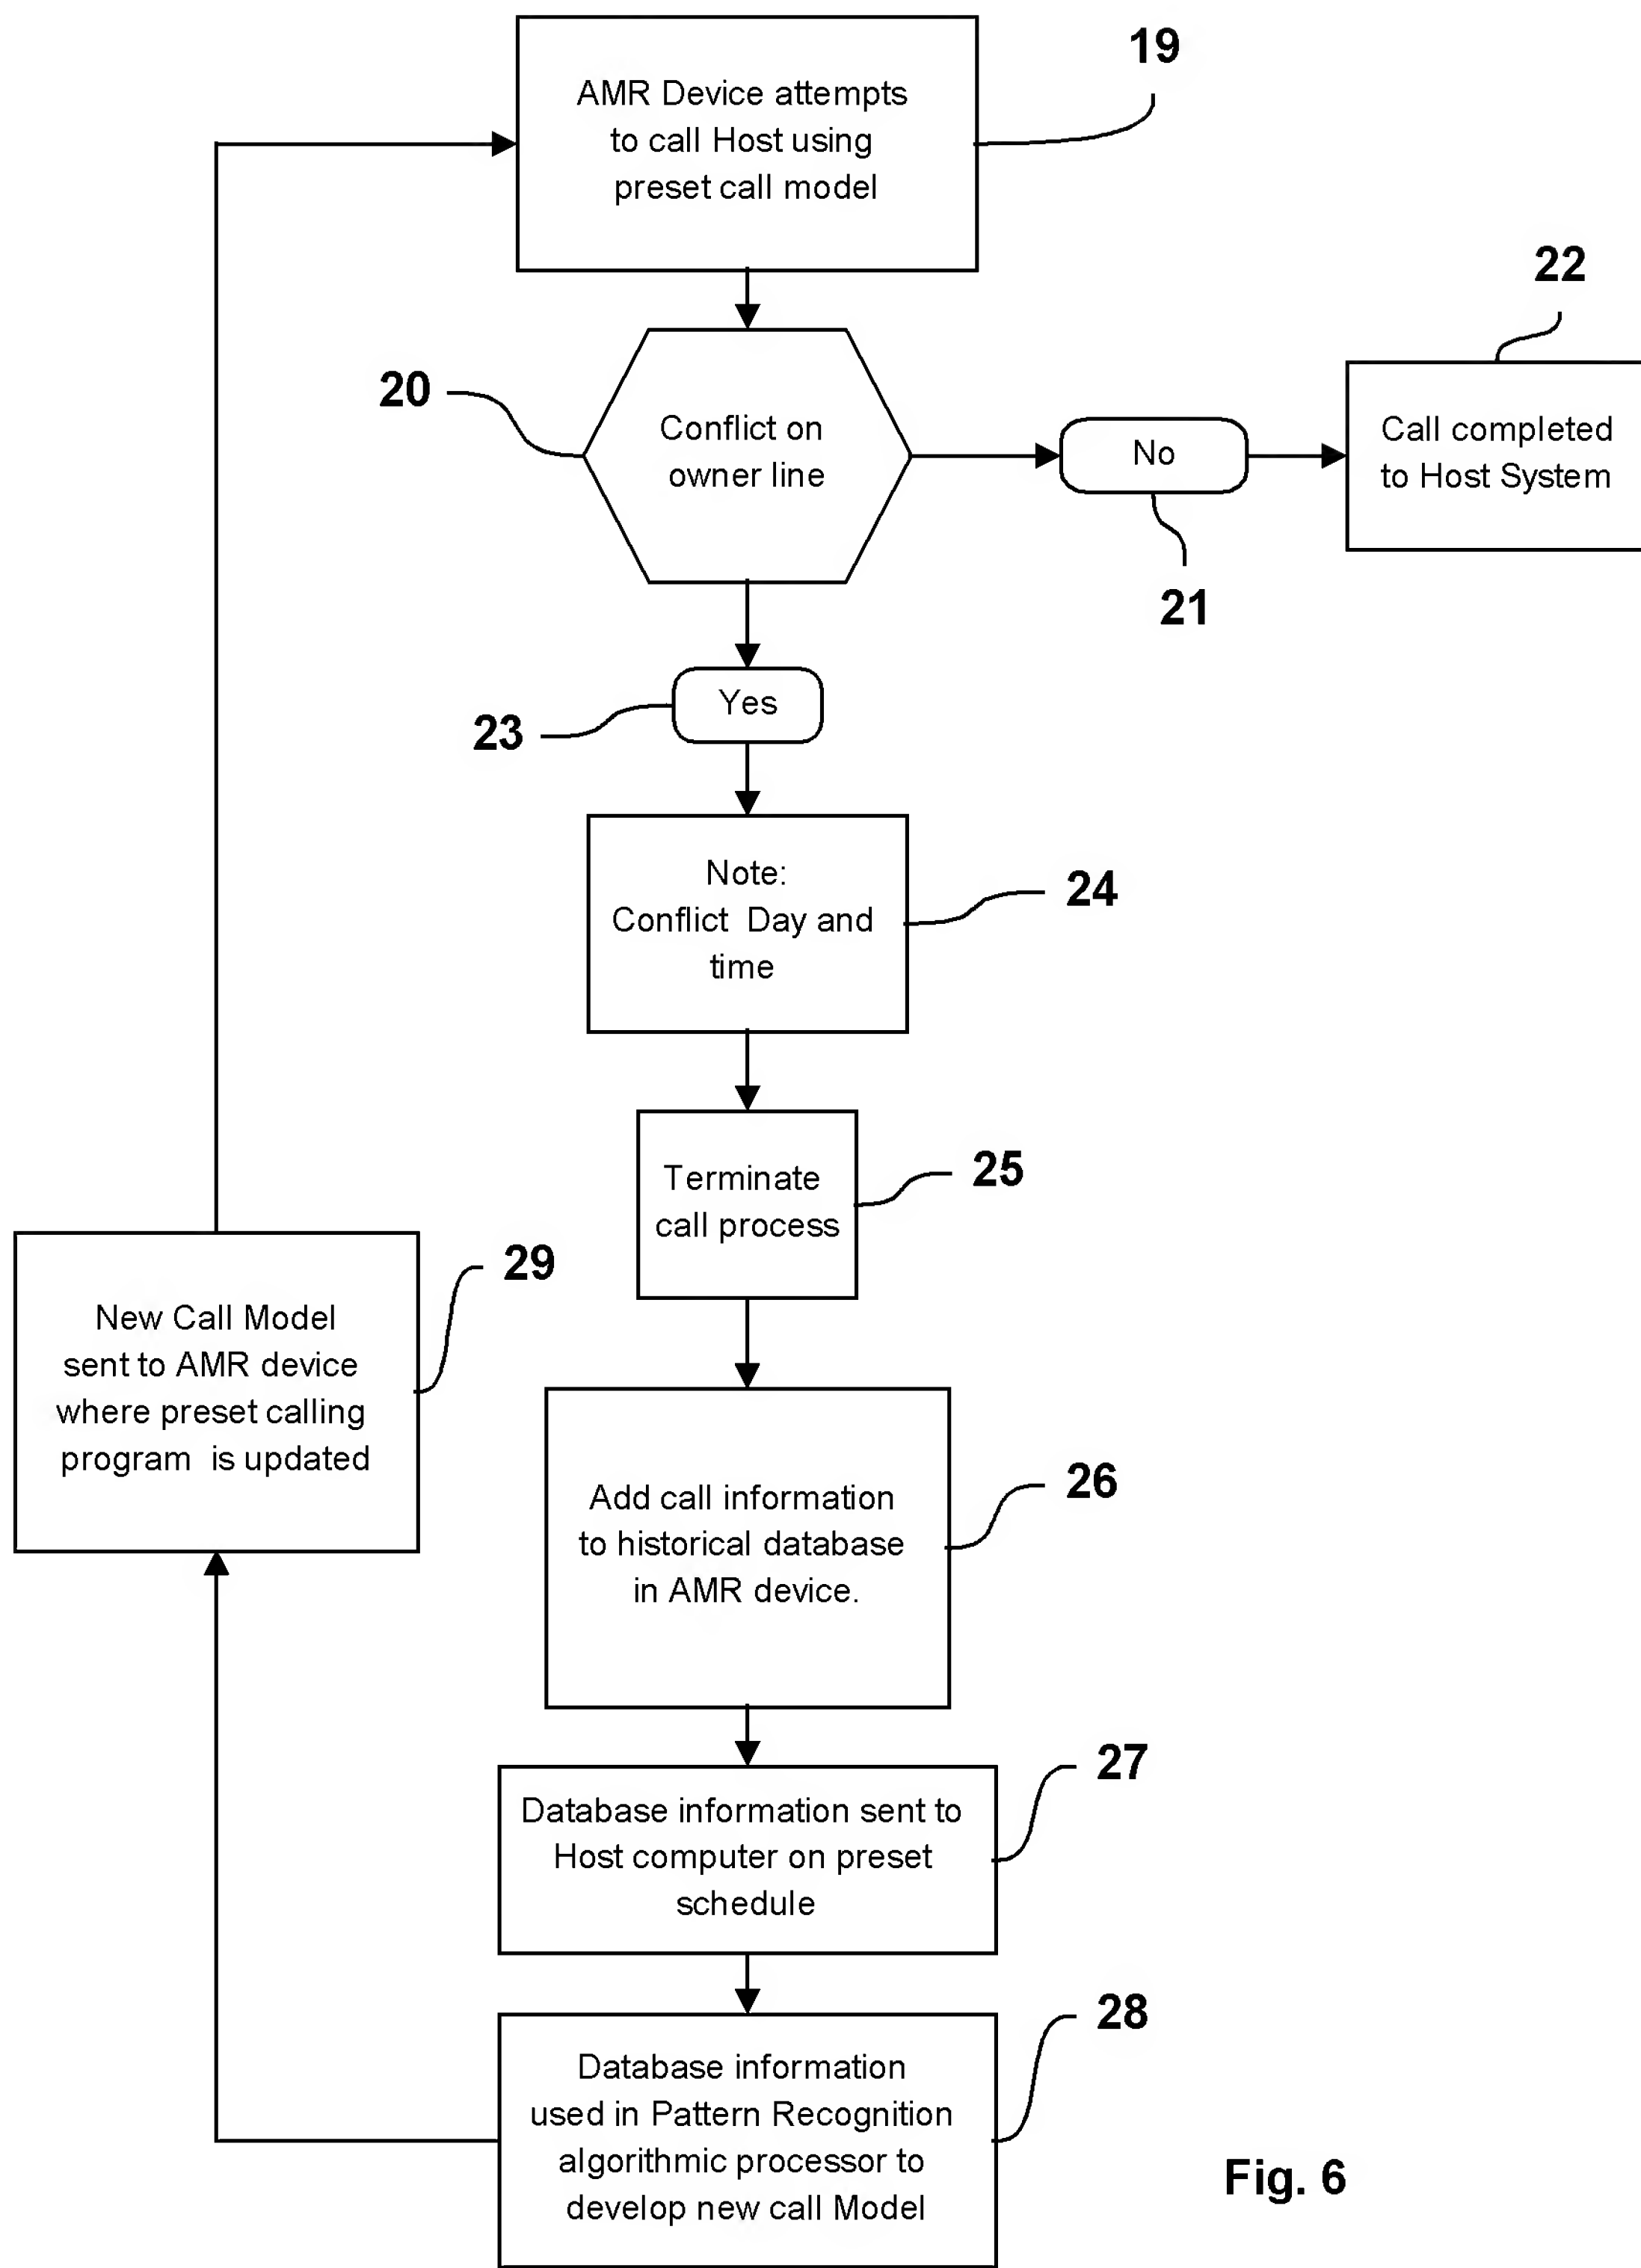 19
AMR Device attempts
to call Host using
preset call model
22
20
Conflict on
owner line
No
Call completed
to Host System
21
Yes
23
Note:
Conflict Day and
time
24
Terminate
call process
25
29
New Call Model
sent to AMR device
where preset calling
program is updated
26
Add call information
to historical database
in AMR device.
27
Database information sent to
Host computer on preset
schedule
28
Database information
used in Pattern Recognition
algorithmic processor to
develop new call Model
Fig. 6